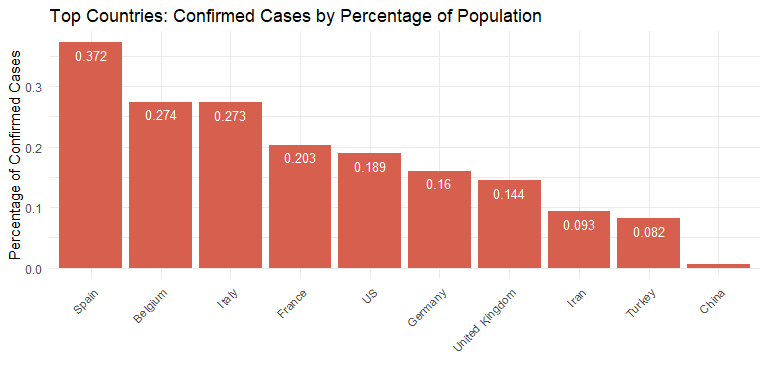 Top Countries: Confirmed Cases by Percentage of Population
Percentage of Confirmed Cases
0.3
0.2
0.1
0.0
0.372
0.274
0.273
0.203
0.189
0.16
0.144
0.093
0.082
Spain
Belgium
Italy
France
US
Germany
United Kingdom
Iran
Turkey
China